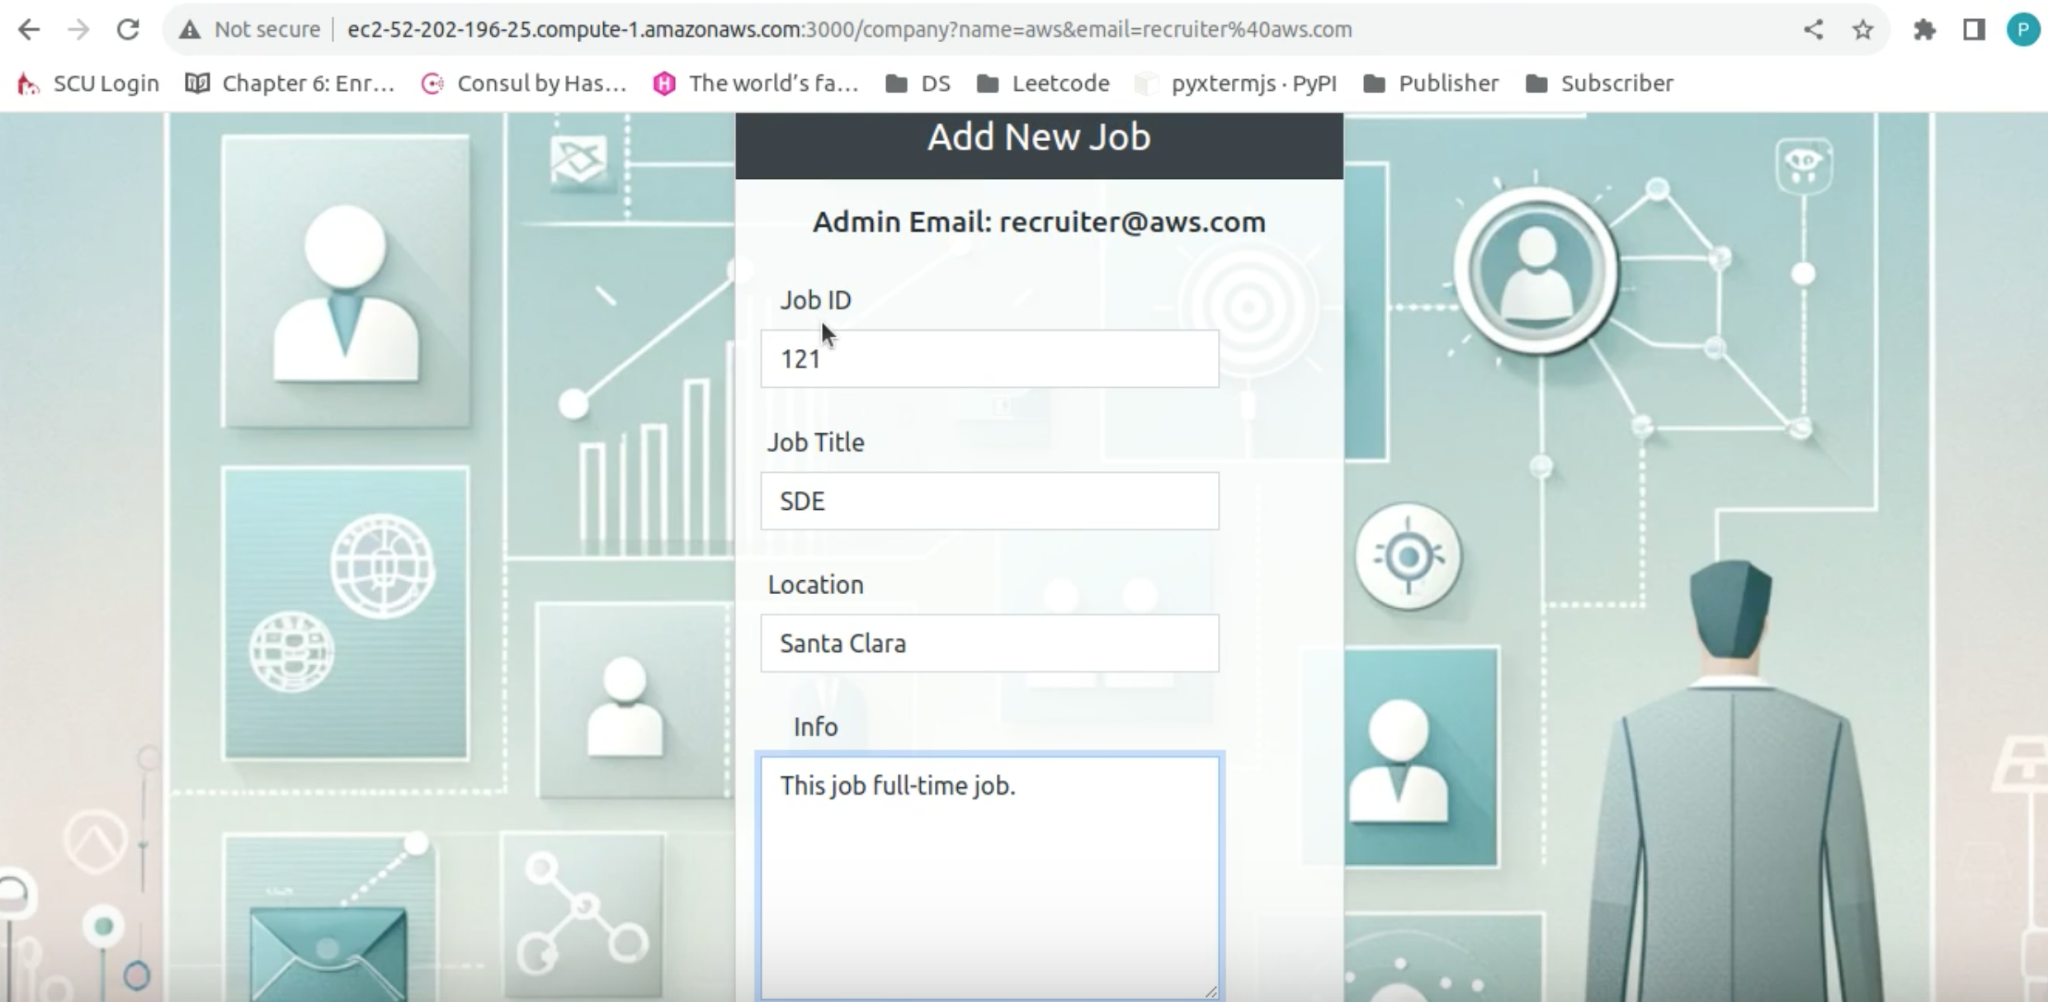 Not secure ec2-52-202-196-25.compute-1.amazonaws.com:3000/company?name=aws&email=recruiter%40aws.com P
SCU Login Chapter 6: Enr... Consul by Has... The world's fa... DS Leetcode pyxtermjs · PyPI Publisher Subscriber
Add New Job
Admin Email: recruiter@aws.com
Job ID
121
Job Title
SDE
Location
Santa Clara
Info
This job full-time job.